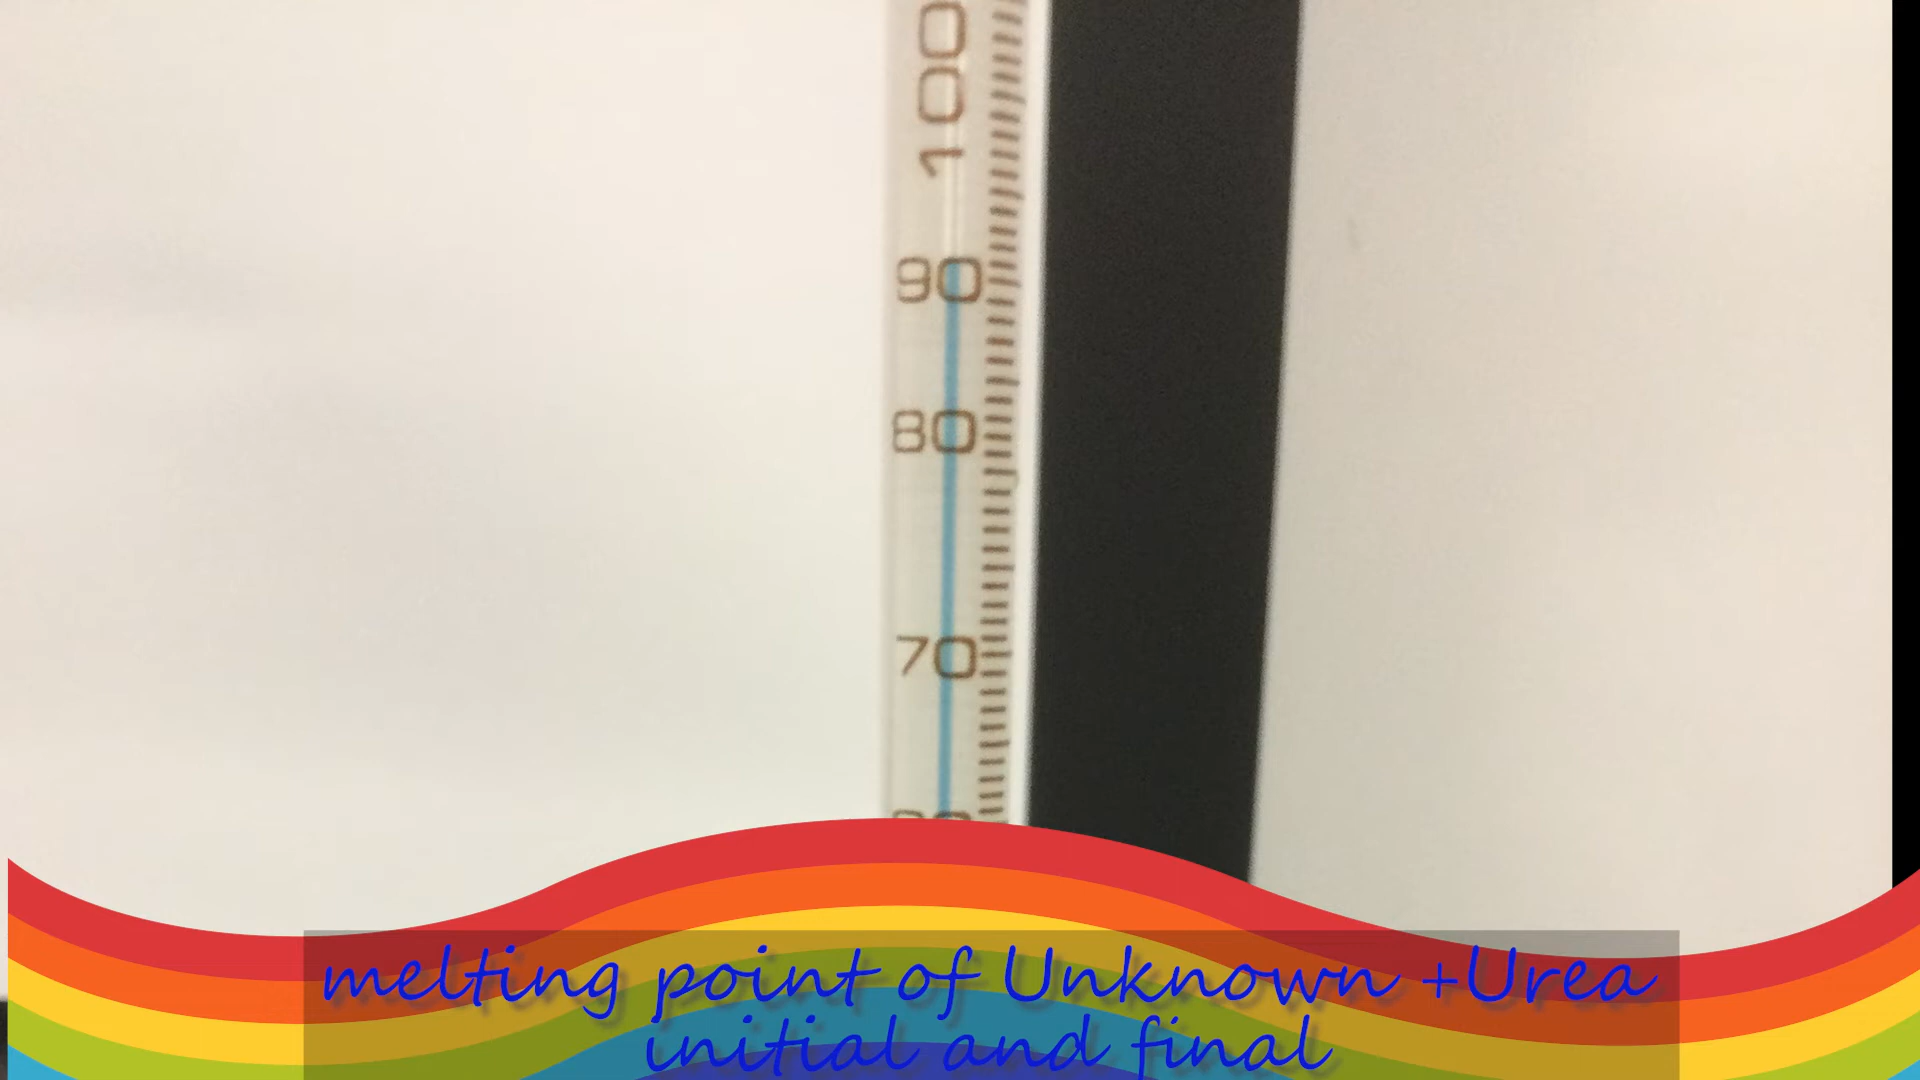 100
90
80
70
melting point of Unknown +Urea
initial and final